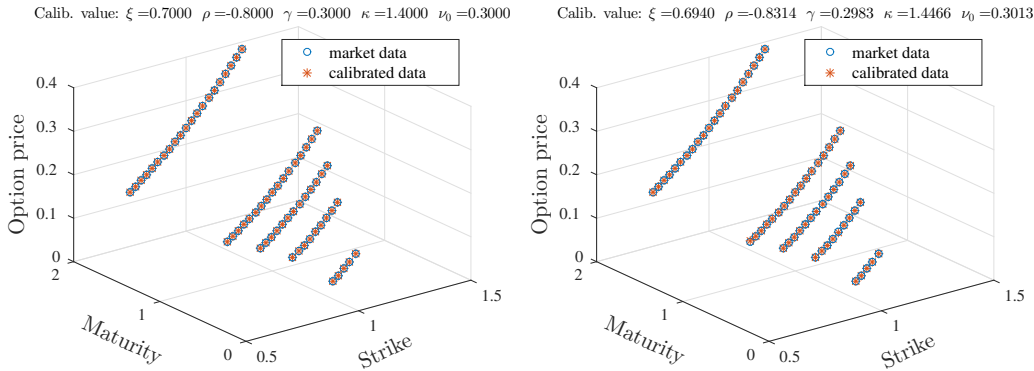 Calib. value: ξ =0.7000 ρ =-0.8000 γ =0.3000 κ =1.4000 ν₀ =0.3000
market data
calibrated data
0.4
0.3
0.2
0.1
0
Option price
2
1
0
Maturity
0.5
1
1.5
Strike
Calib. value: ξ =0.6940 ρ =-0.8314 γ =0.2983 κ =1.4466 ν₀ =0.3013
market data
calibrated data
0.4
0.3
0.2
0.1
0
Option price
2
1
0
Maturity
0.5
1
1.5
Strike